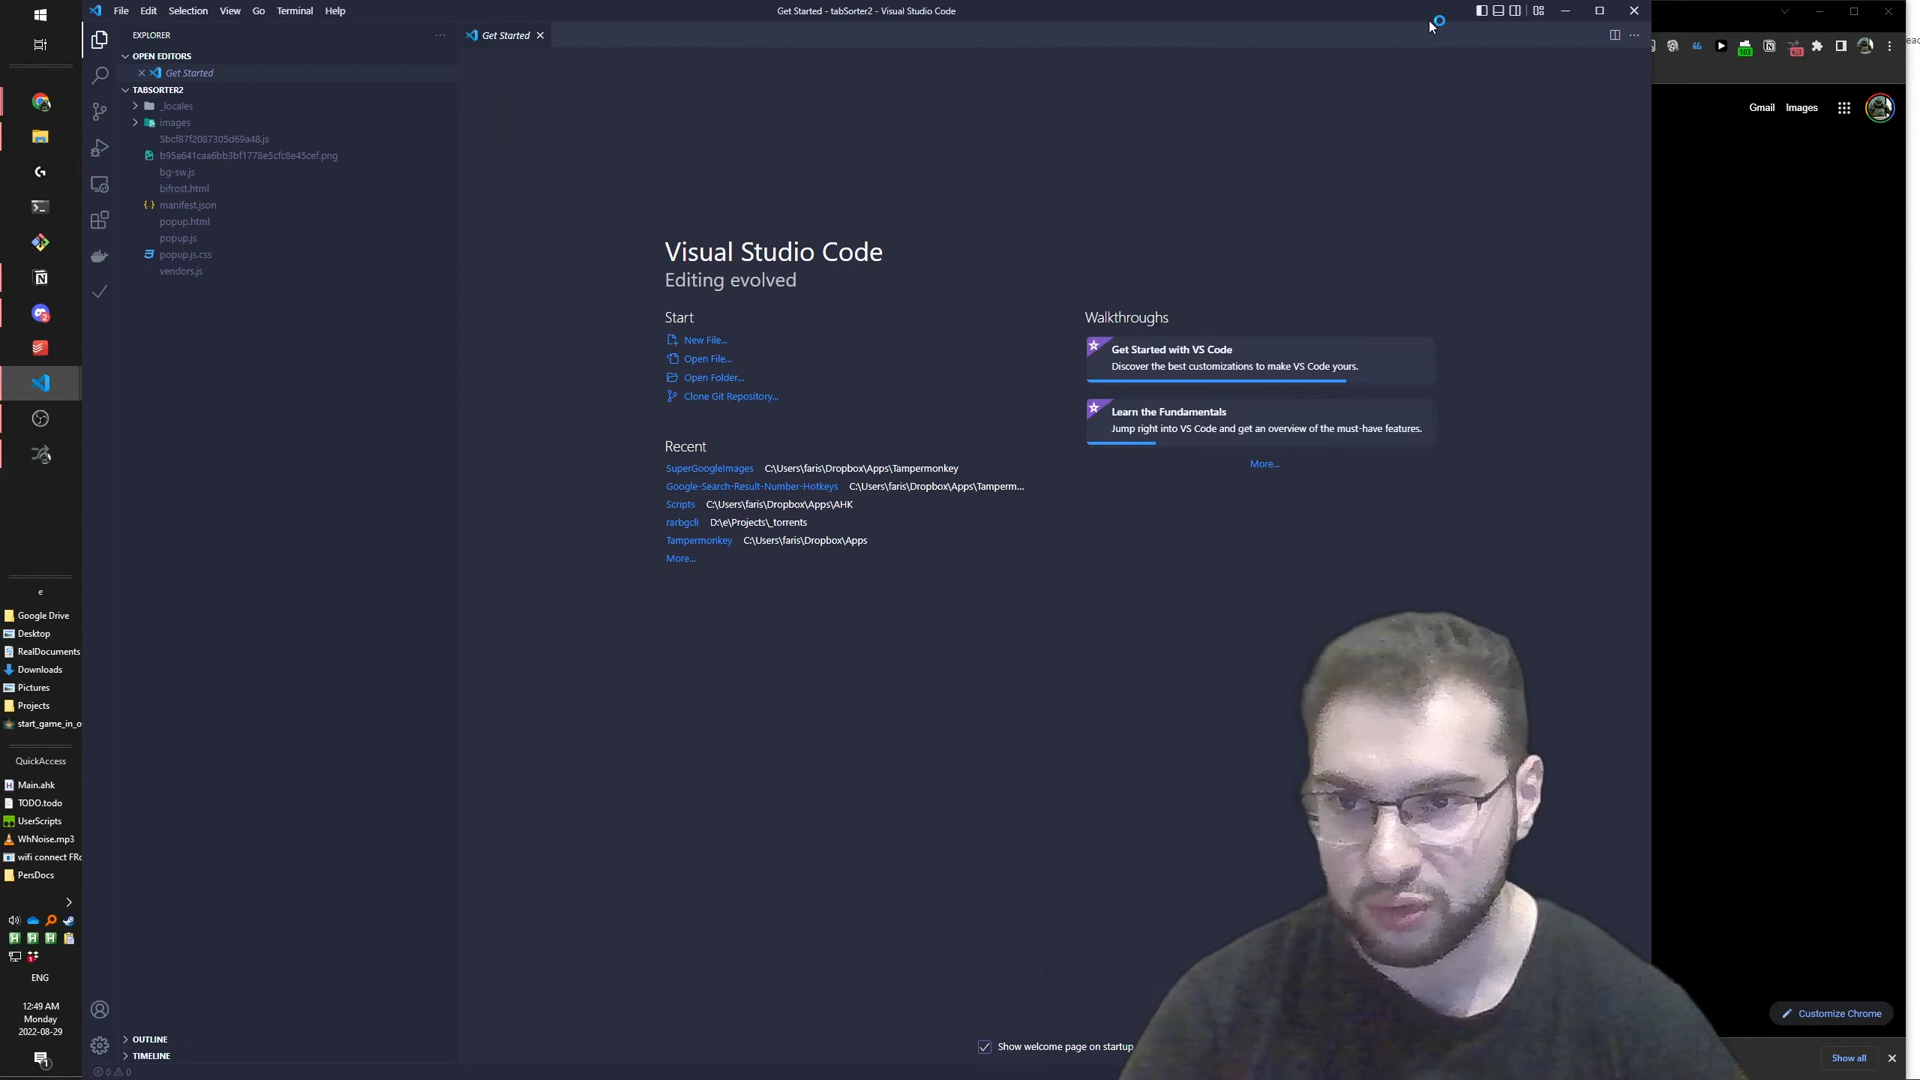 File Edit Selection View Go Terminal Help
Get Started - tabSorter2 - Visual Studio Code
EXPLORER
Get Started
OPEN EDITORS
Get Started
TABSORTER2
_locales
images
5bcf87f2087305d69a48.js
b95a641caa6bb3bf1778e5cfc8e45cef.png
bg-sw.js
bifrost.html
manifest.json
popup.html
popup.js
popup.js.css
vendors.js
OUTLINE
TIMELINE
0 0
Visual Studio Code
Editing evolved
Start
New File...
Open File...
Open Folder...
Clone Git Repository...
Recent
SuperGoogleImages C:\Users\faris\Dropbox\Apps\Tampermonkey
Google-Search-Result-Number-Hotkeys C:\Users\faris\Dropbox\Apps\Tamperm...
Scripts C:\Users\faris\Dropbox\Apps\AHK
rarbgcli D:\e\Projects\_torrents
Tampermonkey C:\Users\faris\Dropbox\Apps
More...
Walkthroughs
Get Started with VS Code
Discover the best customizations to make VS Code yours.
Learn the Fundamentals
Jump right into VS Code and get an overview of the must-have features.
More...
Show welcome page on startup
Gmail Images
Customize Chrome
Show all
e
Google Drive
Desktop
RealDocuments
Downloads
Pictures
Projects
start_game_in_o
QuickAccess
Main.ahk
TODO.todo
UserScripts
WhNoise.mp3
wifi connect FRo
PersDocs
ENG
12:49 AM
Monday
2022-08-29